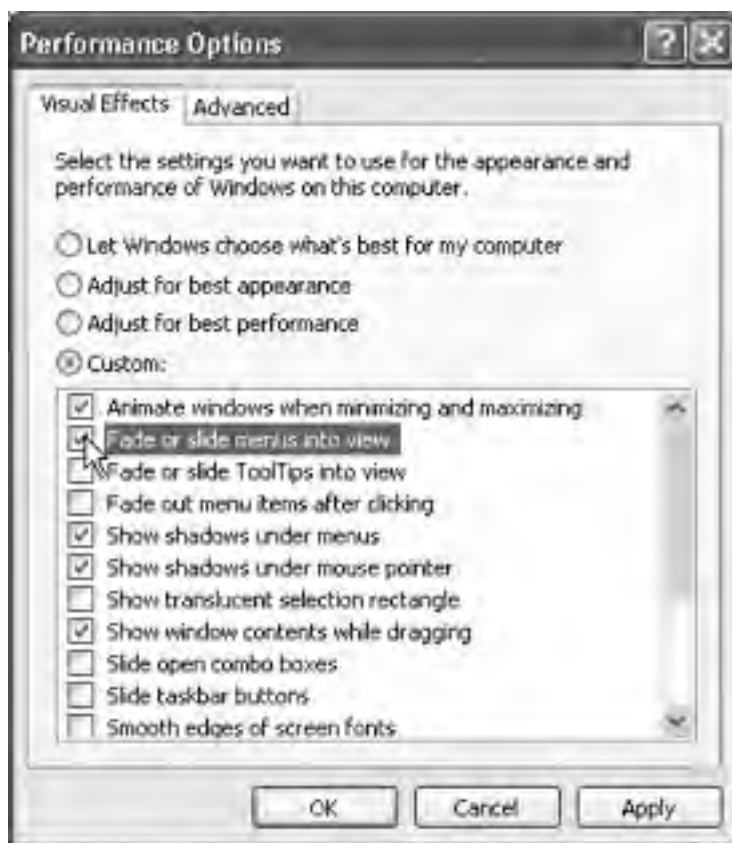 Performance Options
Visual Effects
Advanced
Select the settings you want to use for the appearance and
performance of Windows on this computer.
Let Windows choose what's best for my computer
Adjust for best appearance
Adjust for best performance
Custom:
Animate windows when minimizing and maximizing
Fade or slide menus into view
Fade or slide ToolTips into view
Fade out menu items after clicking
Show shadows under menus
Show shadows under mouse pointer
Show translucent selection rectangle
Show window contents while dragging
Slide open combo boxes
Slide taskbar buttons
Smooth edges of screen fonts
OK
Cancel
Apply